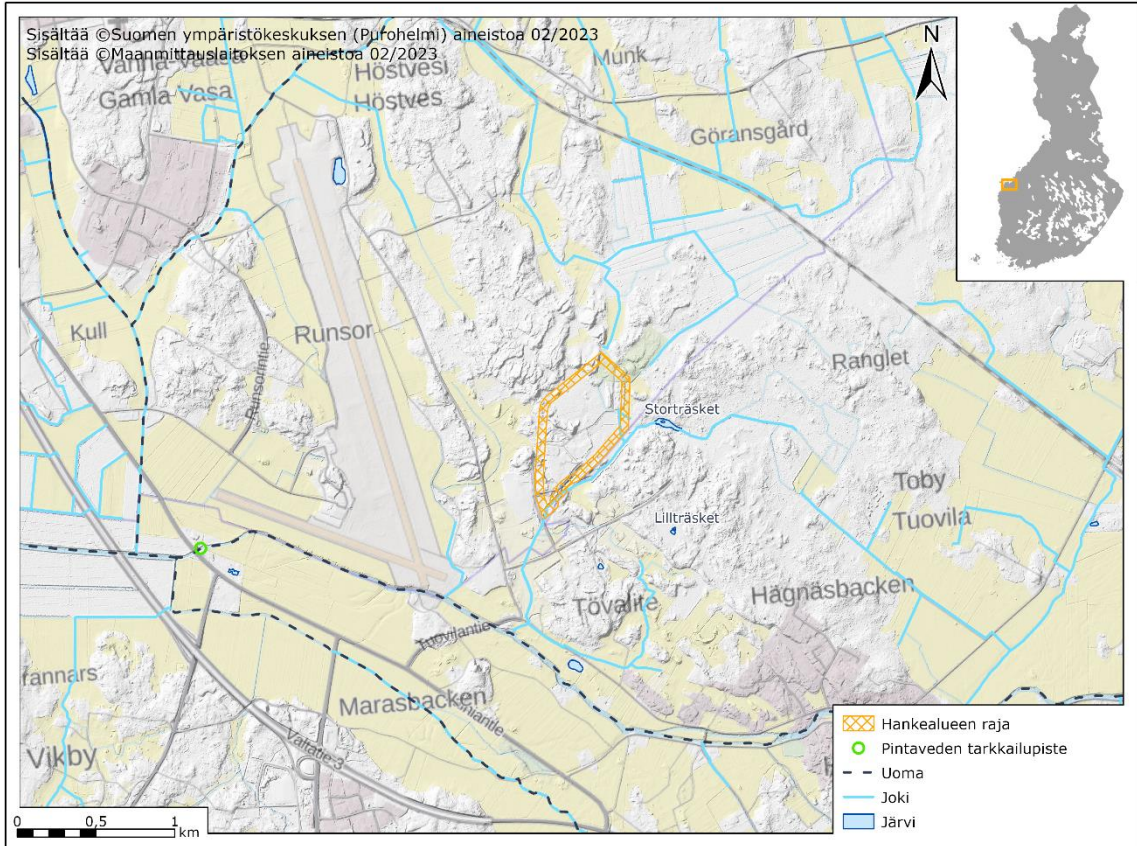 Sisältää ©Suomen ympäristökeskuksen (Purohelmi) aineistoa 02/2023
Sisältää ©Maanmittauslaitoksen aineistoa 02/2023
Gamla Vasa
Höstvesi
Höstves
Munk
Göransgård
N
Kull
Runsor
Runsorintie
Ranglet
Storträsket
Lillträsket
Toby
Tuovila
Tövalite
Hägnäsbacken
Tuovilantie
Marasbacken
Vikby
Valtatie 3
Hankealueen raja
Pintaveden tarkkailupiste
Uoma
Joki
Järvi
0 0,5 1
km